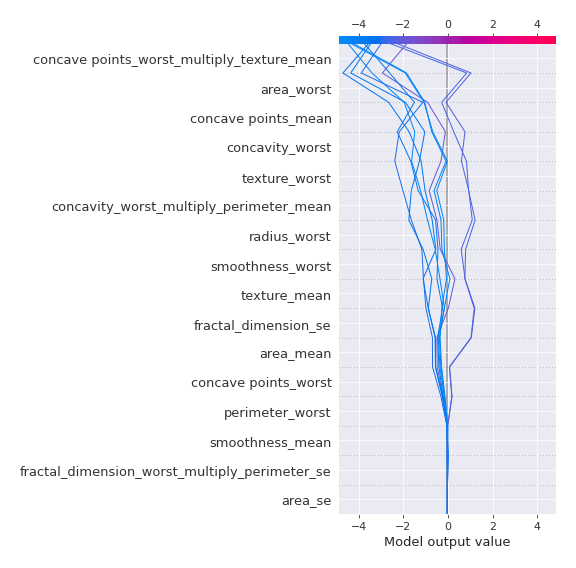 −4 −2 0 2 4
concave points_worst_multiply_texture_mean
area_worst
concave points_mean
concavity_worst
texture_worst
concavity_worst_multiply_perimeter_mean
radius_worst
smoothness_worst
texture_mean
fractal_dimension_se
area_mean
concave points_worst
perimeter_worst
smoothness_mean
fractal_dimension_worst_multiply_perimeter_se
area_se
−4 −2 0 2 4
Model output value